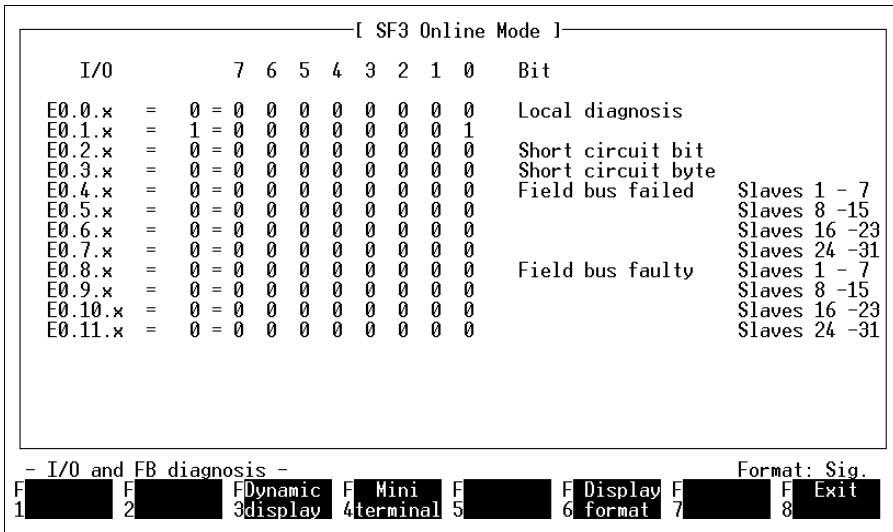 [ SF3 Online Mode ]
I/O 7 6 5 4 3 2 1 0 Bit
E0.0.x = 0 = 0 0 0 0 0 0 0 0 Local diagnosis
E0.1.x = 1 = 0 0 0 0 0 0 0 1
E0.2.x = 0 = 0 0 0 0 0 0 0 0 Short circuit bit
E0.3.x = 0 = 0 0 0 0 0 0 0 0 Short circuit byte
E0.4.x = 0 = 0 0 0 0 0 0 0 0 Field bus failed Slaves 1 - 7
E0.5.x = 0 = 0 0 0 0 0 0 0 0 Slaves 8 -15
E0.6.x = 0 = 0 0 0 0 0 0 0 0 Slaves 16 -23
E0.7.x = 0 = 0 0 0 0 0 0 0 0 Slaves 24 -31
E0.8.x = 0 = 0 0 0 0 0 0 0 0 Field bus faulty Slaves 1 - 7
E0.9.x = 0 = 0 0 0 0 0 0 0 0 Slaves 8 -15
E0.10.x = 0 = 0 0 0 0 0 0 0 0 Slaves 16 -23
E0.11.x = 0 = 0 0 0 0 0 0 0 0 Slaves 24 -31
- I/O and FB diagnosis - Format: Sig.
F F F Dynamic F Mini F F Display F F Exit
1 2 3 display 4 terminal 5 6 format 7 8